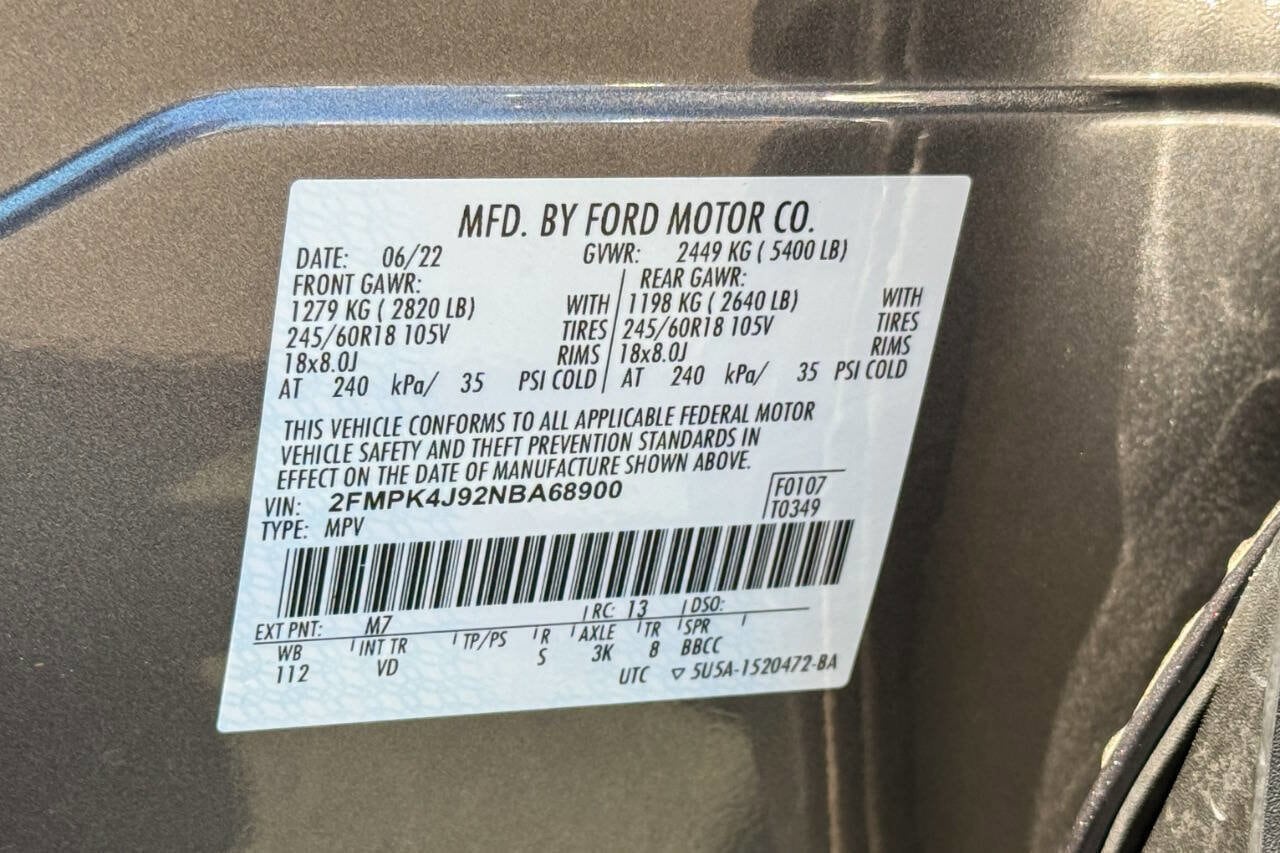 MFD. BY FORD MOTOR CO.
DATE: 06/22 GVWR: 2449 KG ( 5400 LB)
FRONT GAWR: REAR GAWR:
1279 KG ( 2820 LB) WITH 1198 KG ( 2640 LB) WITH
245/60R18 105V TIRES 245/60R18 105V TIRES
18x8.0J RIMS 18x8.0J RIMS
AT 240 kPa/ 35 PSI COLD AT 240 kPa/ 35 PSI COLD
THIS VEHICLE CONFORMS TO ALL APPLICABLE FEDERAL MOTOR
VEHICLE SAFETY AND THEFT PREVENTION STANDARDS IN
EFFECT ON THE DATE OF MANUFACTURE SHOWN ABOVE.
VIN: 2FMPK4J92NBA68900 F0107
TYPE: MPV T0349
EXT PNT: M7 RC: 13 DSO:
WB INT TR TP/PS R AXLE TR SPR
112 VD S 3K 8 BBCC
UTC ▽ 5U5A-1520472-BA